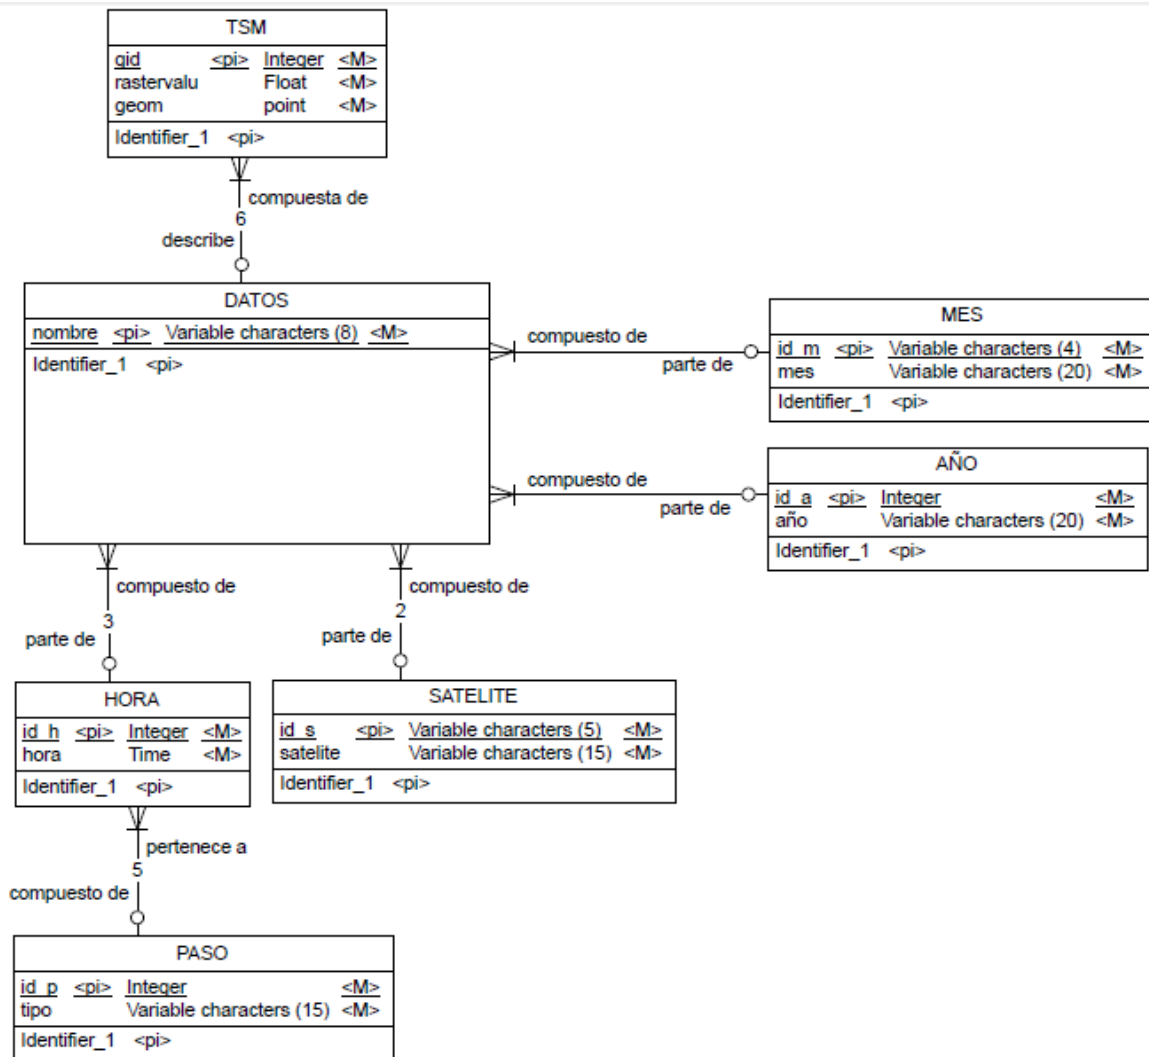 TSM
gid <pi> Integer <M>
rastervalu Float <M>
geom point <M>
Identifier_1 <pi>
compuesta de
6
describe
DATOS
nombre <pi> Variable characters (8) <M>
Identifier_1 <pi>
compuesto de
parte de
MES
id_m <pi> Variable characters (4) <M>
mes Variable characters (20) <M>
Identifier_1 <pi>
compuesto de
parte de
AÑO
id_a <pi> Integer <M>
año Variable characters (20) <M>
Identifier_1 <pi>
compuesto de
3
parte de
compuesto de
2
parte de
HORA
id_h <pi> Integer <M>
hora Time <M>
Identifier_1 <pi>
SATELITE
id_s <pi> Variable characters (5) <M>
satelite Variable characters (15) <M>
Identifier_1 <pi>
pertenece a
5
compuesto de
PASO
id_p <pi> Integer <M>
tipo Variable characters (15) <M>
Identifier_1 <pi>